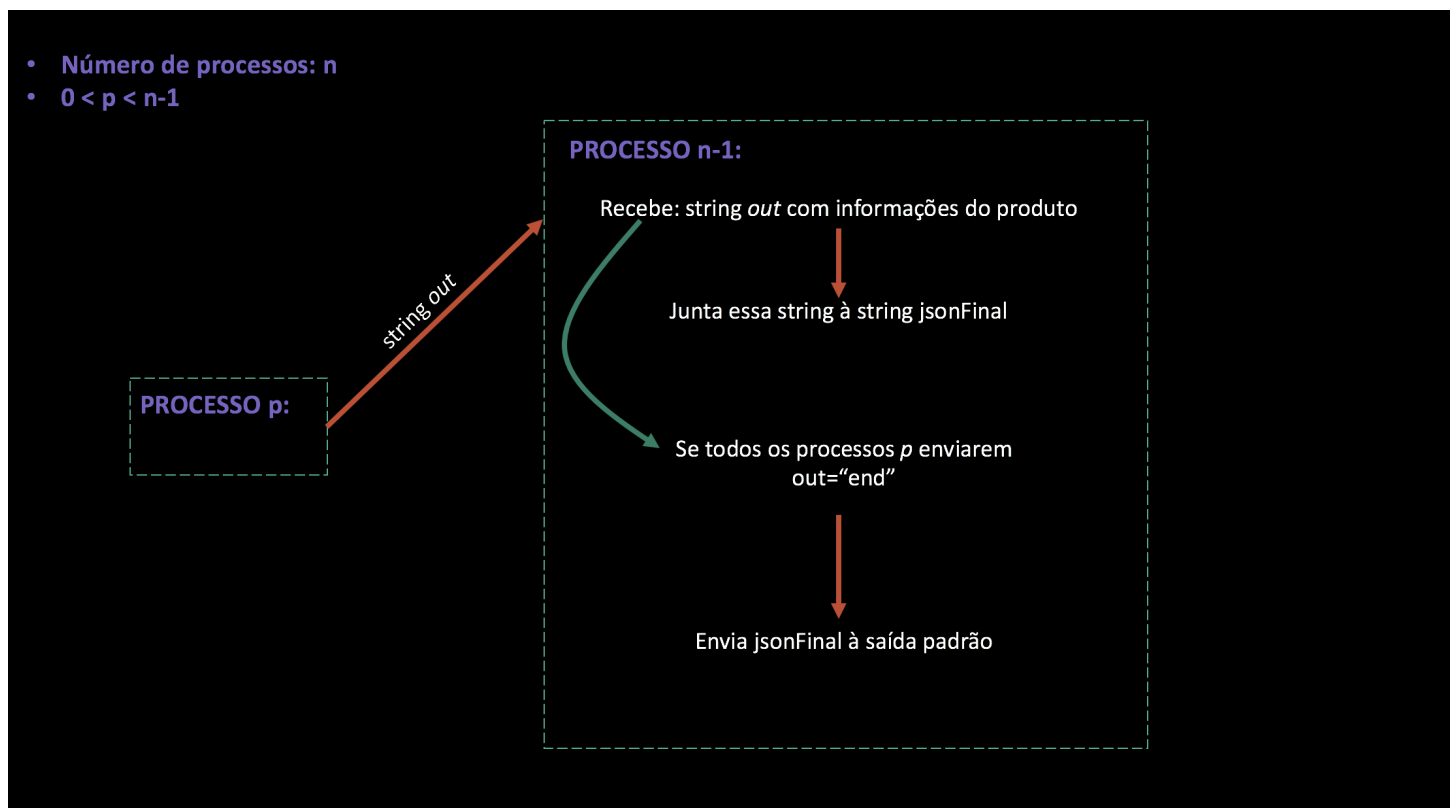 • Número de processos: n
• 0 < p < n-1
PROCESSO n-1:
Recebe: string out com informações do produto
string out
Junta essa string à string jsonFinal
PROCESSO p:
Se todos os processos p enviarem
out=“end”
Envia jsonFinal à saída padrão